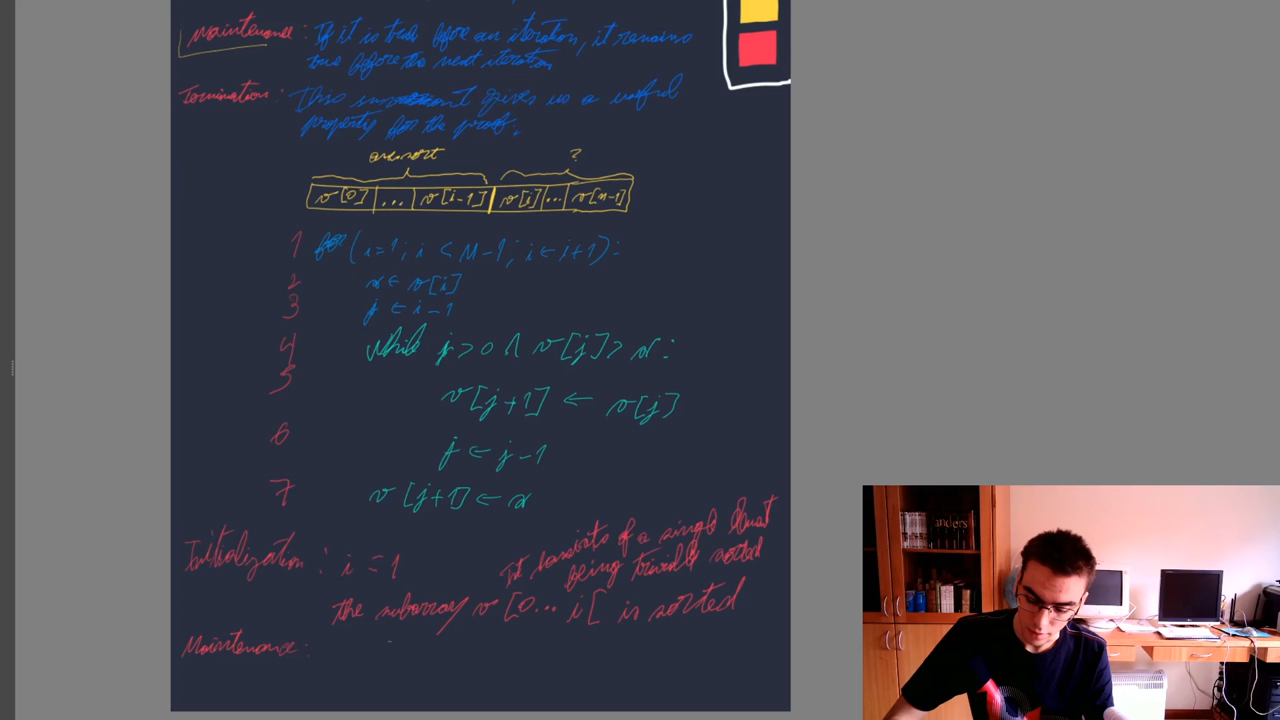 Maintenance: If it is true before an iteration, it remains
true before the next iteration
Termination: This gives us a useful
property for the proof.
?
v[0] ... v[i-1] v[i] ... v[n-1]
1 for (i=1; i < N-1; i ← i+1):
2 x ← v[i]
3 j ← i-1
4 while j > 0 ∧ v[j] > x:
5 v[j+1] ← v[j]
6 j ← j-1
7 v[j+1] ← x
Initialization: i = 1 It consists of a single
being sorted
the subarray v[0... i[ is sorted
Maintenance:
anders